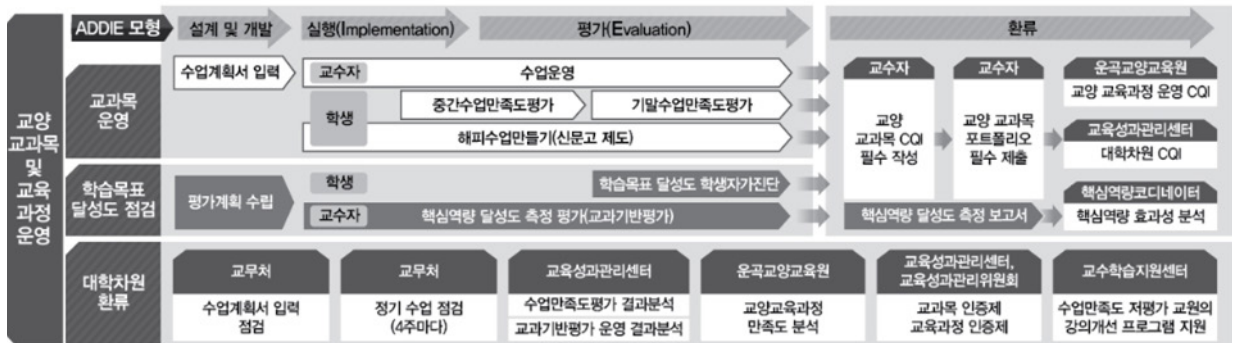 교양
교과목
및
교육
과정
운영
ADDIE 모형
설계 및 개발
실행(Implementation)
평가(Evaluation)
환류
교과목
운영
수업계획서 입력
교수자
수업운영
학생
중간수업만족도평가
기말수업만족도평가
해피수업만들기(신문고 제도)
교수자
교양
교과목 CQI
필수 작성
교수자
교양 교과목
포트폴리오
필수 제출
운곡교양교육원
교양 교육과정 운영 CQI
교육성과관리센터
대학차원 CQI
학습목표
달성도 점검
평가계획 수립
학생
학습목표 달성도 학생자가진단
교수자
핵심역량 달성도 측정 평가(교과기반평가)
핵심역량 달성도 측정 보고서
핵심역량코디네이터
핵심역량 효과성 분석
대학차원
환류
교무처
수업계획서 입력
점검
교무처
정기 수업 점검
(4주마다)
교육성과관리센터
수업만족도평가 결과분석
교과기반평가 운영 결과분석
운곡교양교육원
교양교육과정
만족도 분석
교육성과관리센터,
교육성과관리위원회
교과목 인증제
교육과정 인증제
교수학습지원센터
수업만족도 저평가 교원의
강의개선 프로그램 지원